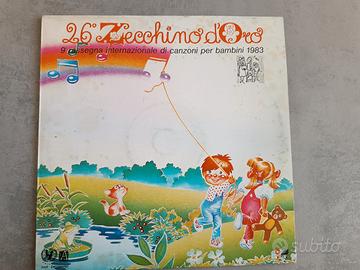 26° Zecchino d'Oro
9ª rassegna internazionale di canzoni per bambini 1983
subito